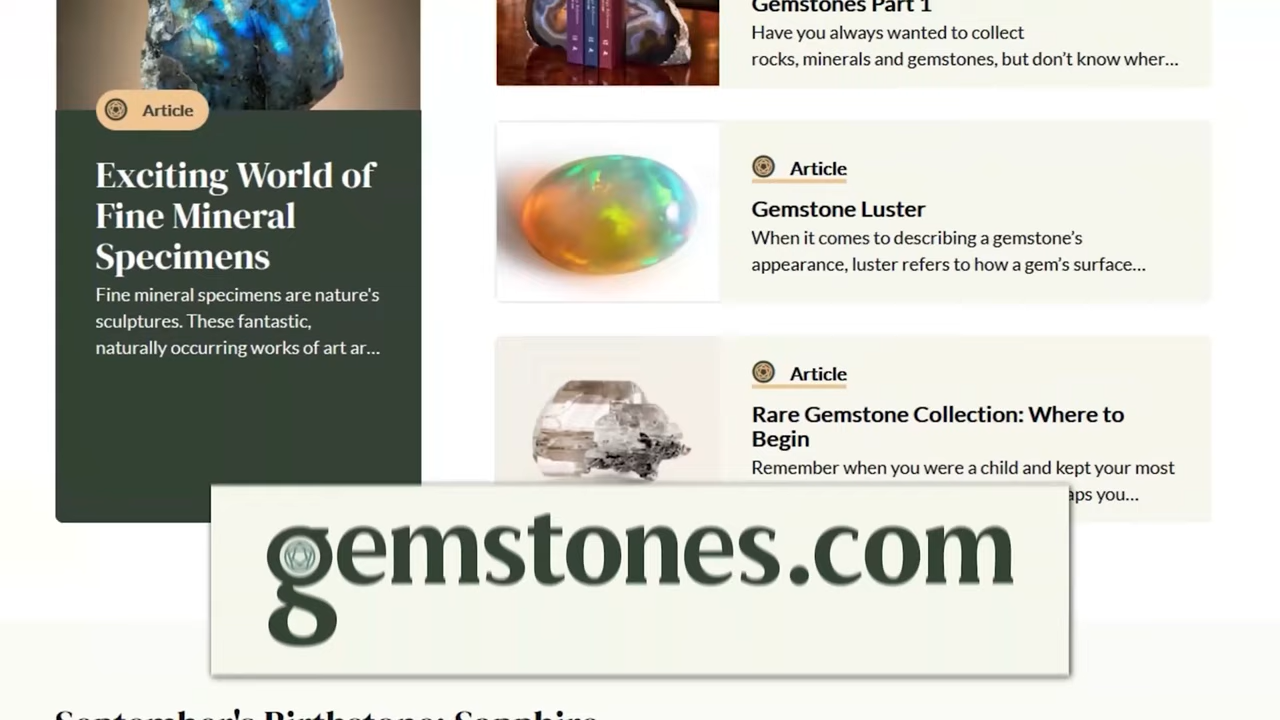 Article
Exciting World of
Fine Mineral
Specimens
Fine mineral specimens are nature's
sculptures. These fantastic,
naturally occurring works of art ar...
Gemstones Part 1
Have you always wanted to collect
rocks, minerals and gemstones, but don’t know wher...
Article
Gemstone Luster
When it comes to describing a gemstone’s
appearance, luster refers to how a gem’s surface...
Article
Rare Gemstone Collection: Where to
Begin
Remember when you were a child and kept your most
you...
gemstones.com
September's Birthstone: Sapphire